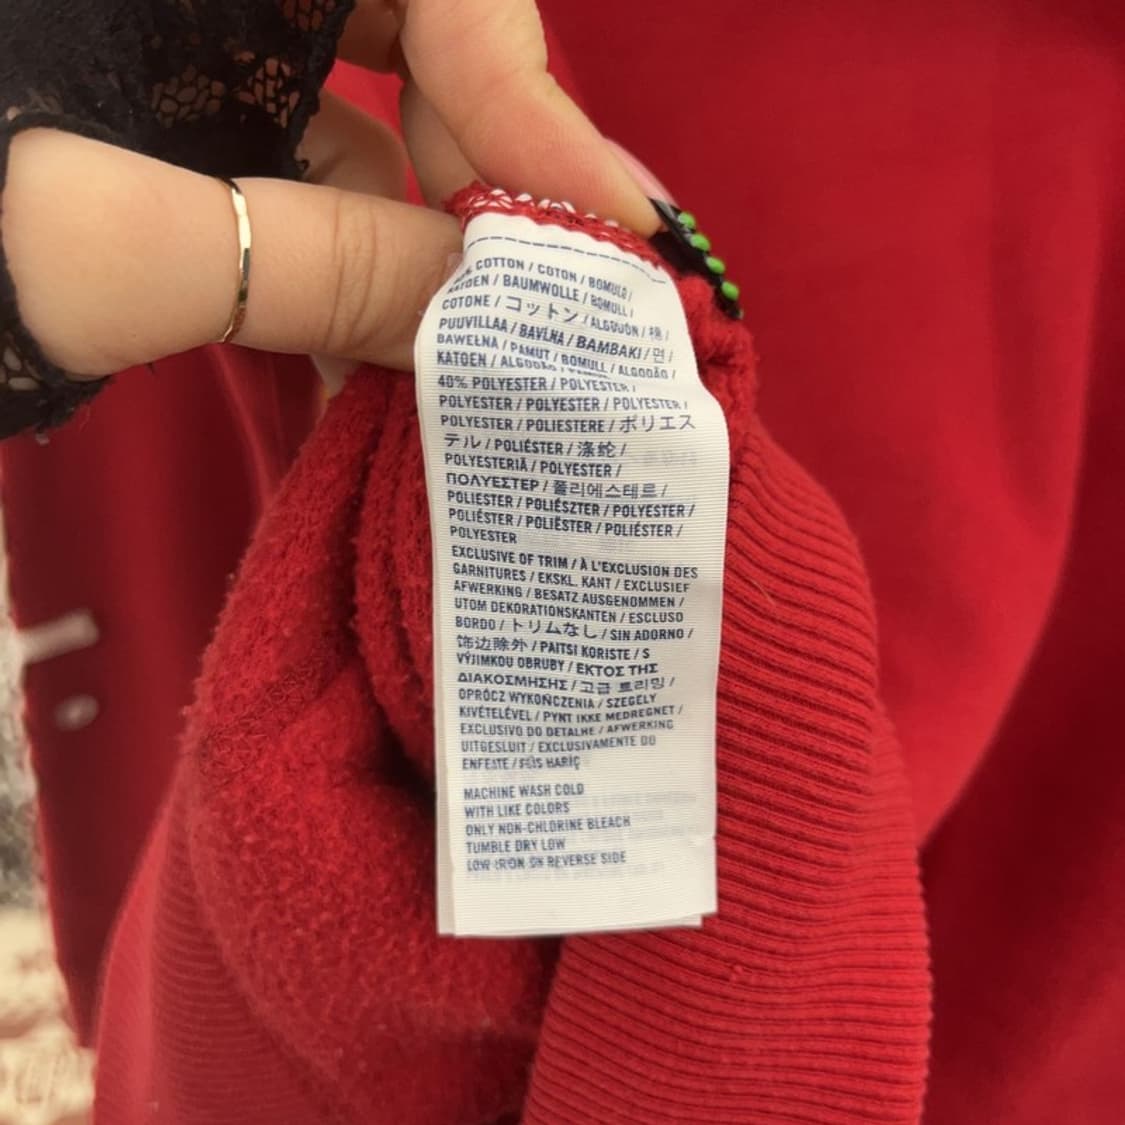 COTTON / COTON / BOMULD /
KATOEN / BAUMWOLLE / BOMULL /
COTONE / コットン / ALGODÓN / 棉 /
PUUVILLAA / BAVLNA / BAMBAKI / 면 /
BAWEŁNA / PAMUT / BOMULL / ALGODÃO /
KATOEN / ALGODÃO /
40% POLYESTER / POLYESTER /
POLYESTER / POLYESTER / POLYESTER /
POLYESTER / POLIESTERE / ポリエス
テル / POLIÉSTER / 涤纶 /
POLYESTERIÄ / POLYESTER /
ΠΟΛΥΕΣΤΕΡ / 폴리에스테르 /
POLIESTER / POLIÉSZTER / POLYESTER /
POLIÉSTER / POLIËSTER / POLIÉSTER /
POLYESTER
EXCLUSIVE OF TRIM / À L'EXCLUSION DES
GARNITURES / EKSKL. KANT / EXCLUSIEF
AFWERKING / BESATZ AUSGENOMMEN /
UTOM DEKORATIONSKANTEN / ESCLUSO
BORDO / トリムなし / SIN ADORNO /
饰边除外 / PAITSI KORISTE / S
VÝJIMKOU OBRUBY / ΕΚΤΟΣ ΤΗΣ
ΔΙΑΚΟΣΜΗΣΗΣ / 고급 트리밍 /
OPRÓCZ WYKOŃCZENIA / SZEGÉLY
KIVÉTELÉVEL / PYNT IKKE MEDREGNET /
EXCLUSIVO DO DETALHE / AFWERKING
UITGESLUIT / EXCLUSIVAMENTE DO
ENFEITE / SÜS HARİÇ
MACHINE WASH COLD
WITH LIKE COLORS
ONLY NON-CHLORINE BLEACH
TUMBLE DRY LOW
LOW IRON ON REVERSE SIDE